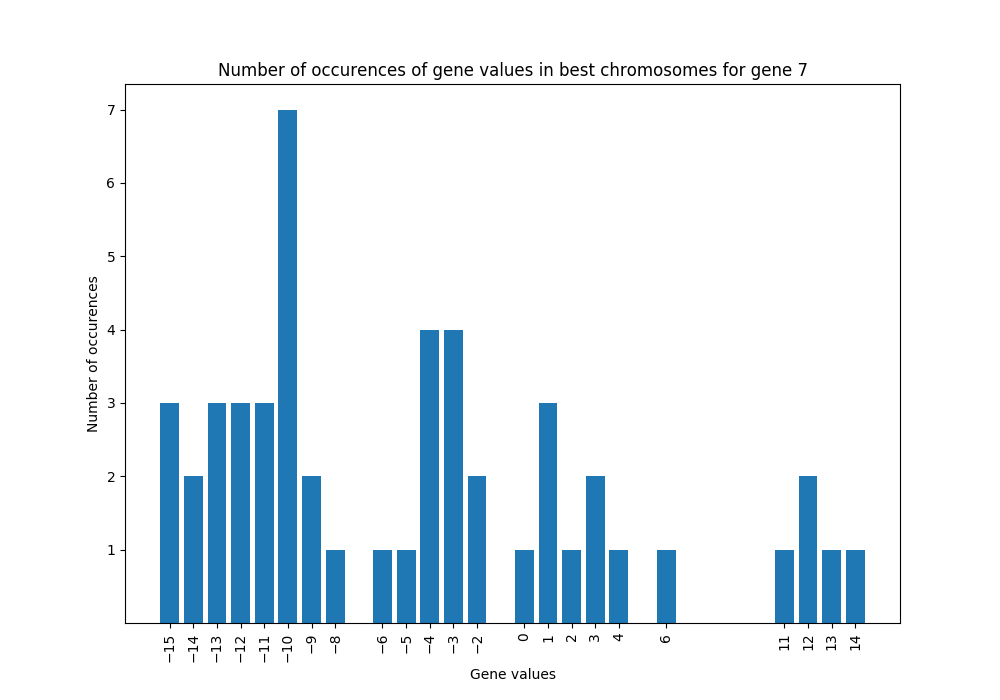 Number of occurences of gene values in best chromosomes for gene 7
7
6
5
4
3
2
1
Number of occurences
−15 −14 −13 −12 −11 −10 −9 −8 −6 −5 −4 −3 −2 0 1 2 3 4 6 11 12 13 14
Gene values